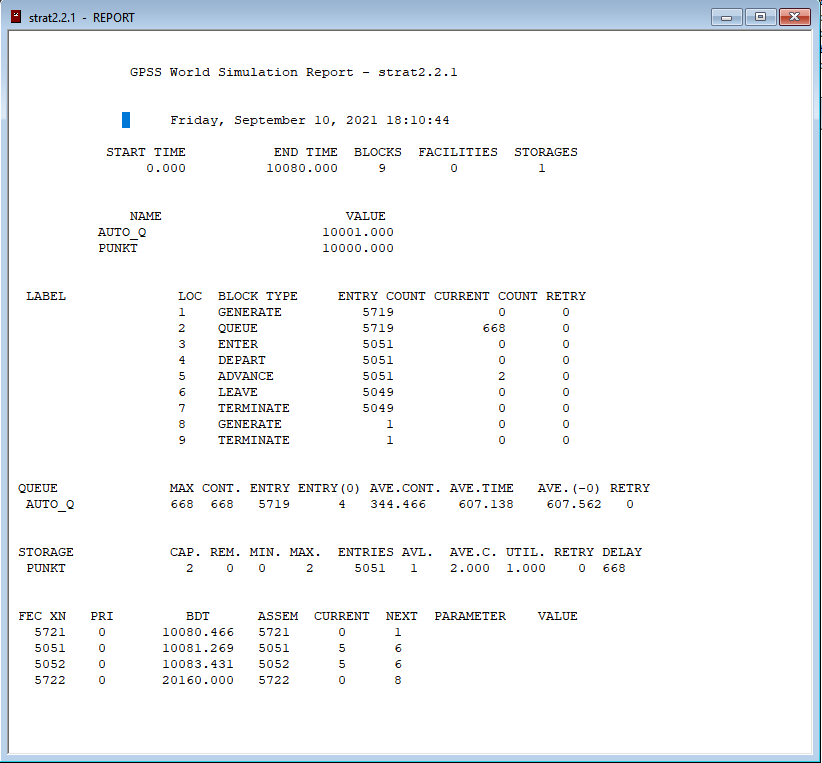 strat2.2.1 - REPORT
GPSS World Simulation Report - strat2.2.1
Friday, September 10, 2021 18:10:44
START TIME END TIME BLOCKS FACILITIES STORAGES
0.000 10080.000 9 0 1
NAME VALUE
AUTO_Q 10001.000
PUNKT 10000.000
LABEL LOC BLOCK TYPE ENTRY COUNT CURRENT COUNT RETRY
1 GENERATE 5719 0 0
2 QUEUE 5719 668 0
3 ENTER 5051 0 0
4 DEPART 5051 0 0
5 ADVANCE 5051 2 0
6 LEAVE 5049 0 0
7 TERMINATE 5049 0 0
8 GENERATE 1 0 0
9 TERMINATE 1 0 0
QUEUE MAX CONT. ENTRY ENTRY(0) AVE.CONT. AVE.TIME AVE.(-0) RETRY
AUTO_Q 668 668 5719 4 344.466 607.138 607.562 0
STORAGE CAP. REM. MIN. MAX. ENTRIES AVL. AVE.C. UTIL. RETRY DELAY
PUNKT 2 0 0 2 5051 1 2.000 1.000 0 668
FEC XN PRI BDT ASSEM CURRENT NEXT PARAMETER VALUE
5721 0 10080.466 5721 0 1
5051 0 10081.269 5051 5 6
5052 0 10083.431 5052 5 6
5722 0 20160.000 5722 0 8